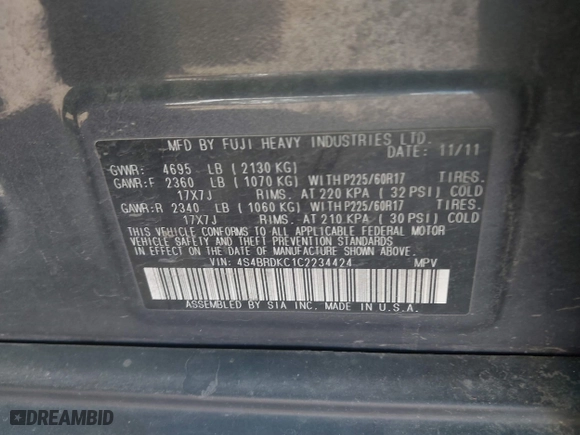 MFD BY FUJI HEAVY INDUSTRIES LTD.
DATE: 11/11
GVWR: 4695 LB (2130 KG)
GAWR:F 2360 LB (1070 KG) WITH P225/60R17 TIRES.
17X7J RIMS. AT 220 KPA (32 PSI) COLD
GAWR:R 2340 LB (1060 KG) WITH P225/60R17 TIRES.
17X7J RIMS. AT 210 KPA (30 PSI) COLD
THIS VEHICLE CONFORMS TO ALL APPLICABLE FEDERAL MOTOR
VEHICLE SAFETY AND THEFT PREVENTION STANDARDS
IN EFFECT ON THE DATE OF MANUFACTURE SHOWN ABOVE.
VIN: 4S4BRDKC1C2234424 MPV
ASSEMBLED BY SIA INC. MADE IN U.S.A.
DREAMBID